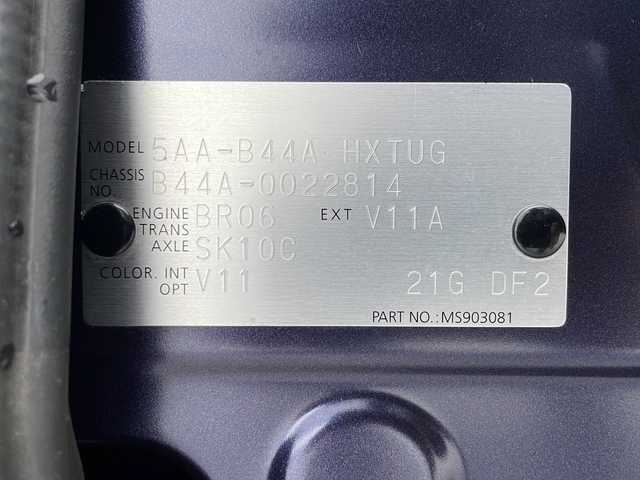 MODEL 5AA-B44A HXTUG
CHASSIS NO. B44A-0022814
ENGINE BR06 EXT V11A
TRANS AXLE SK10C
COLOR. INT V11
OPT 21G DF2
PART NO.:MS903081